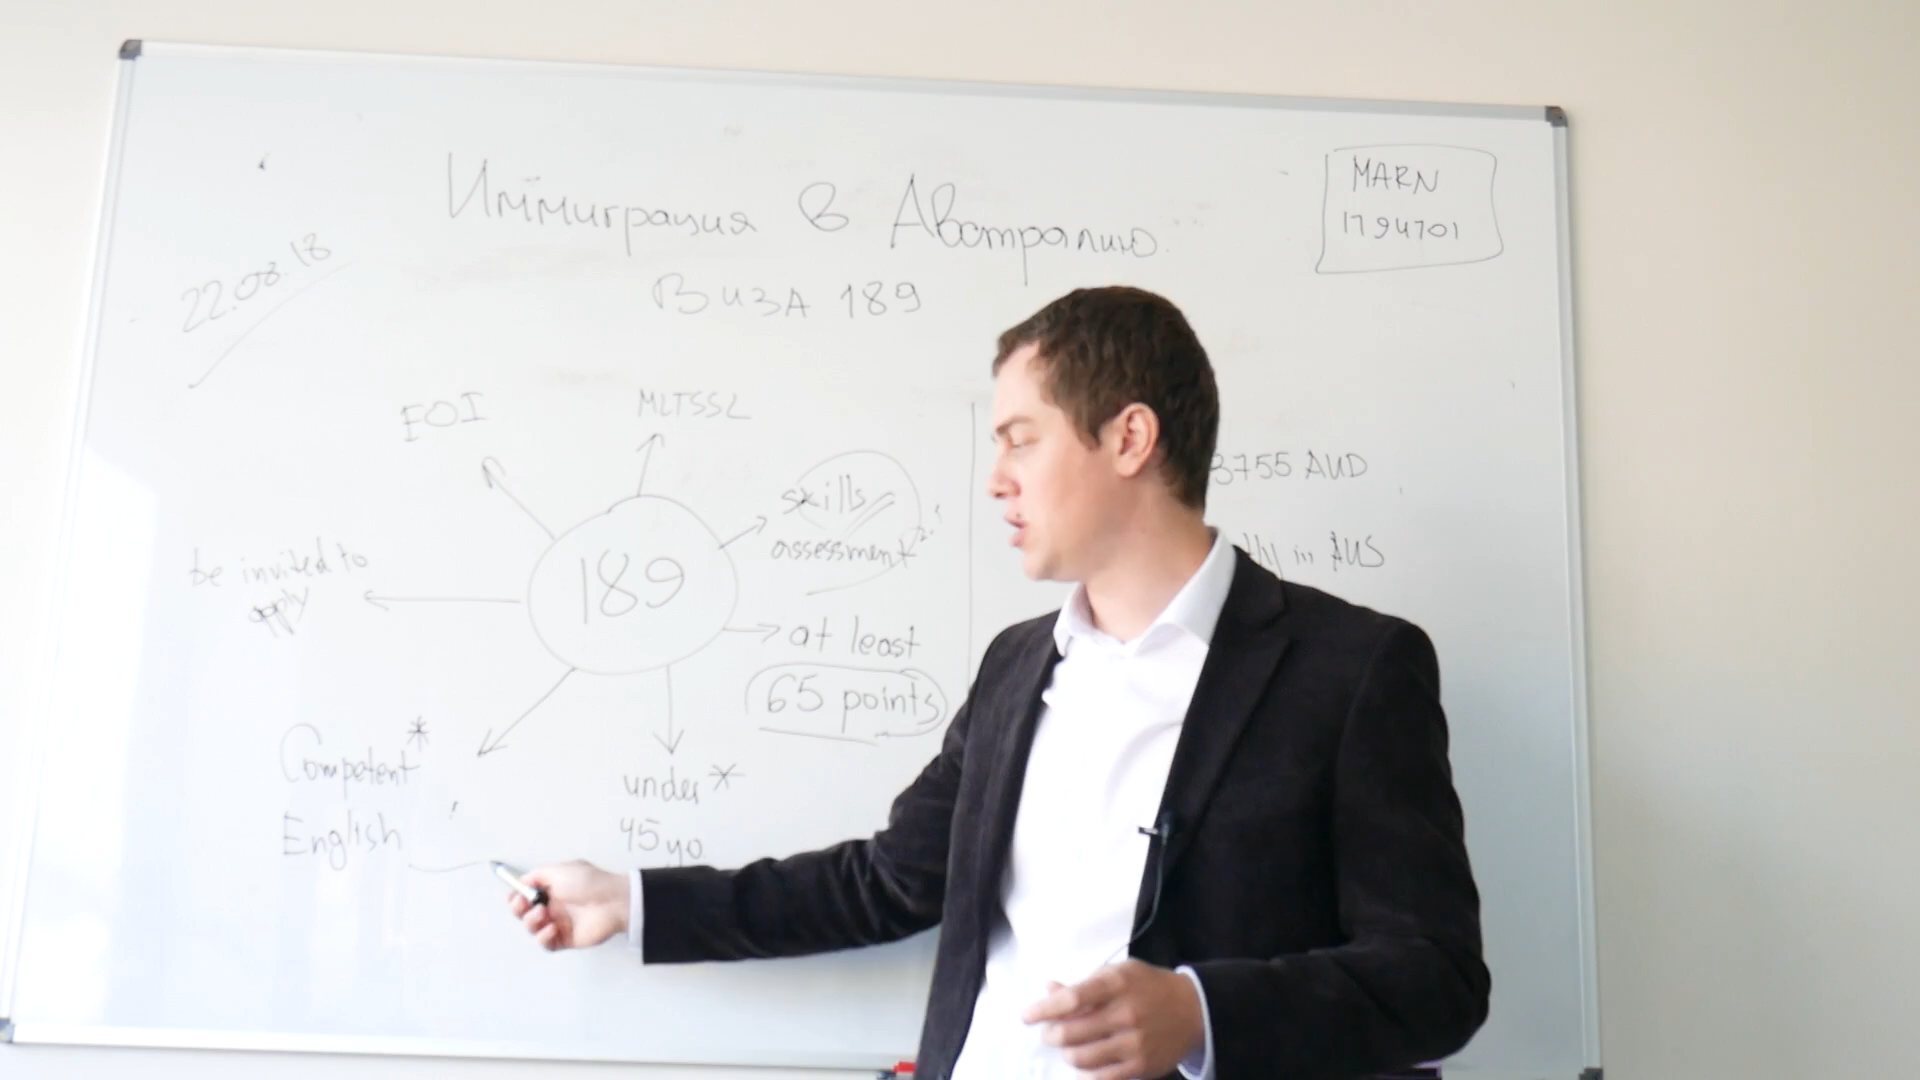 Иммиграция в Австралию.
ВИЗА 189
MARN
1794701
22.08.18
EOI
MLTSSL
skills
assessment
at least
65 points
under *
45 yo
Competent *
English
be invited to
apply
189
3755 AUD
in AUS